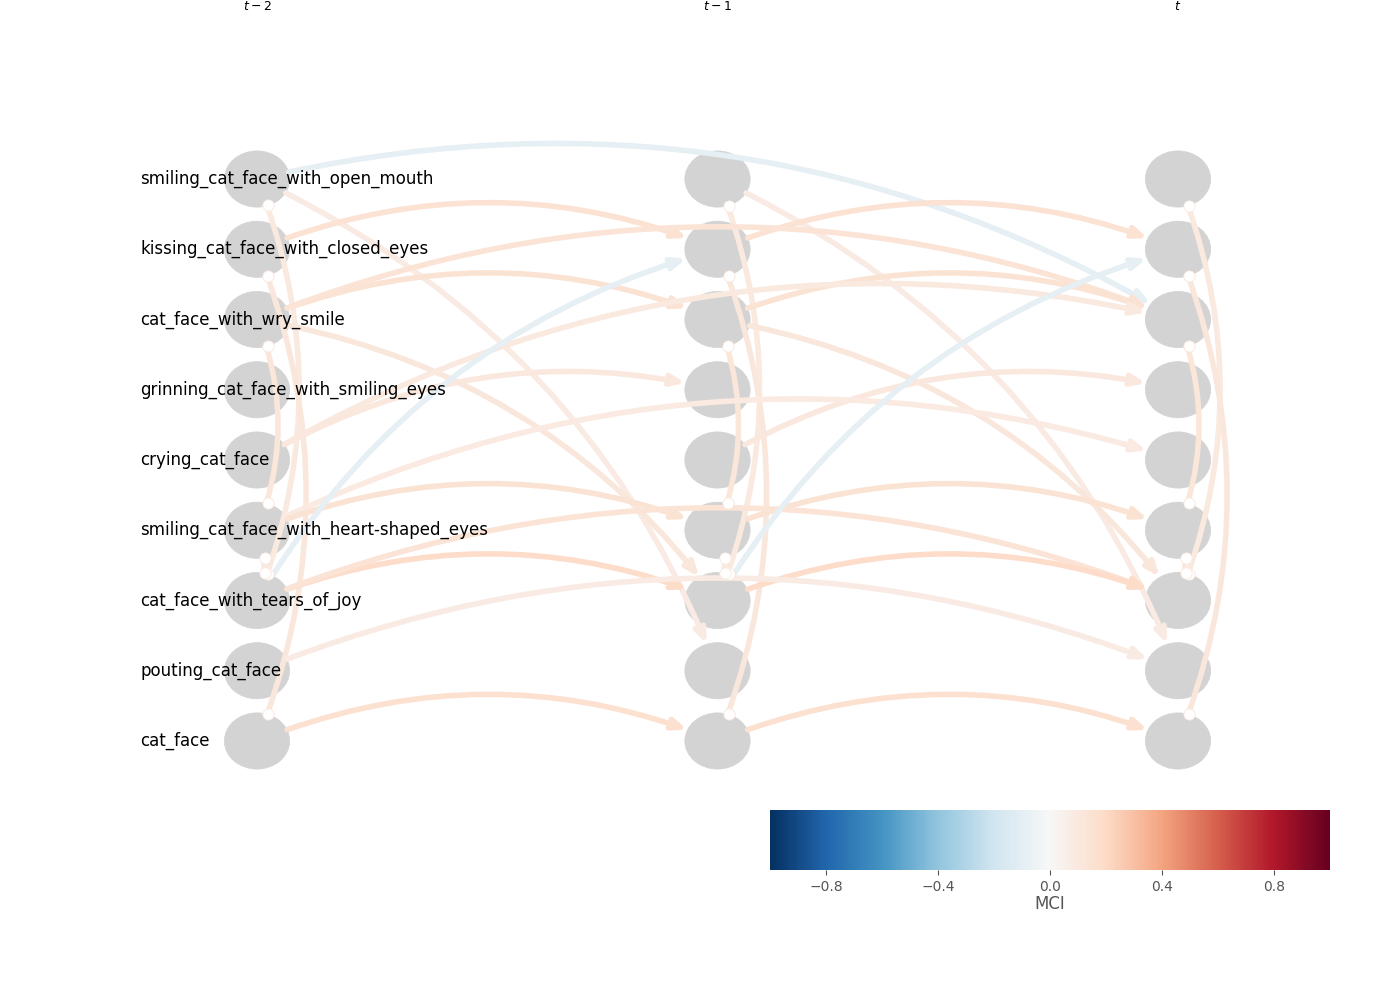 t − 2 t − 1 t
smiling_cat_face_with_open_mouth
kissing_cat_face_with_closed_eyes
cat_face_with_wry_smile
grinning_cat_face_with_smiling_eyes
crying_cat_face
smiling_cat_face_with_heart-shaped_eyes
cat_face_with_tears_of_joy
pouting_cat_face
cat_face
−0.8 −0.4 0.0 0.4 0.8
MCI